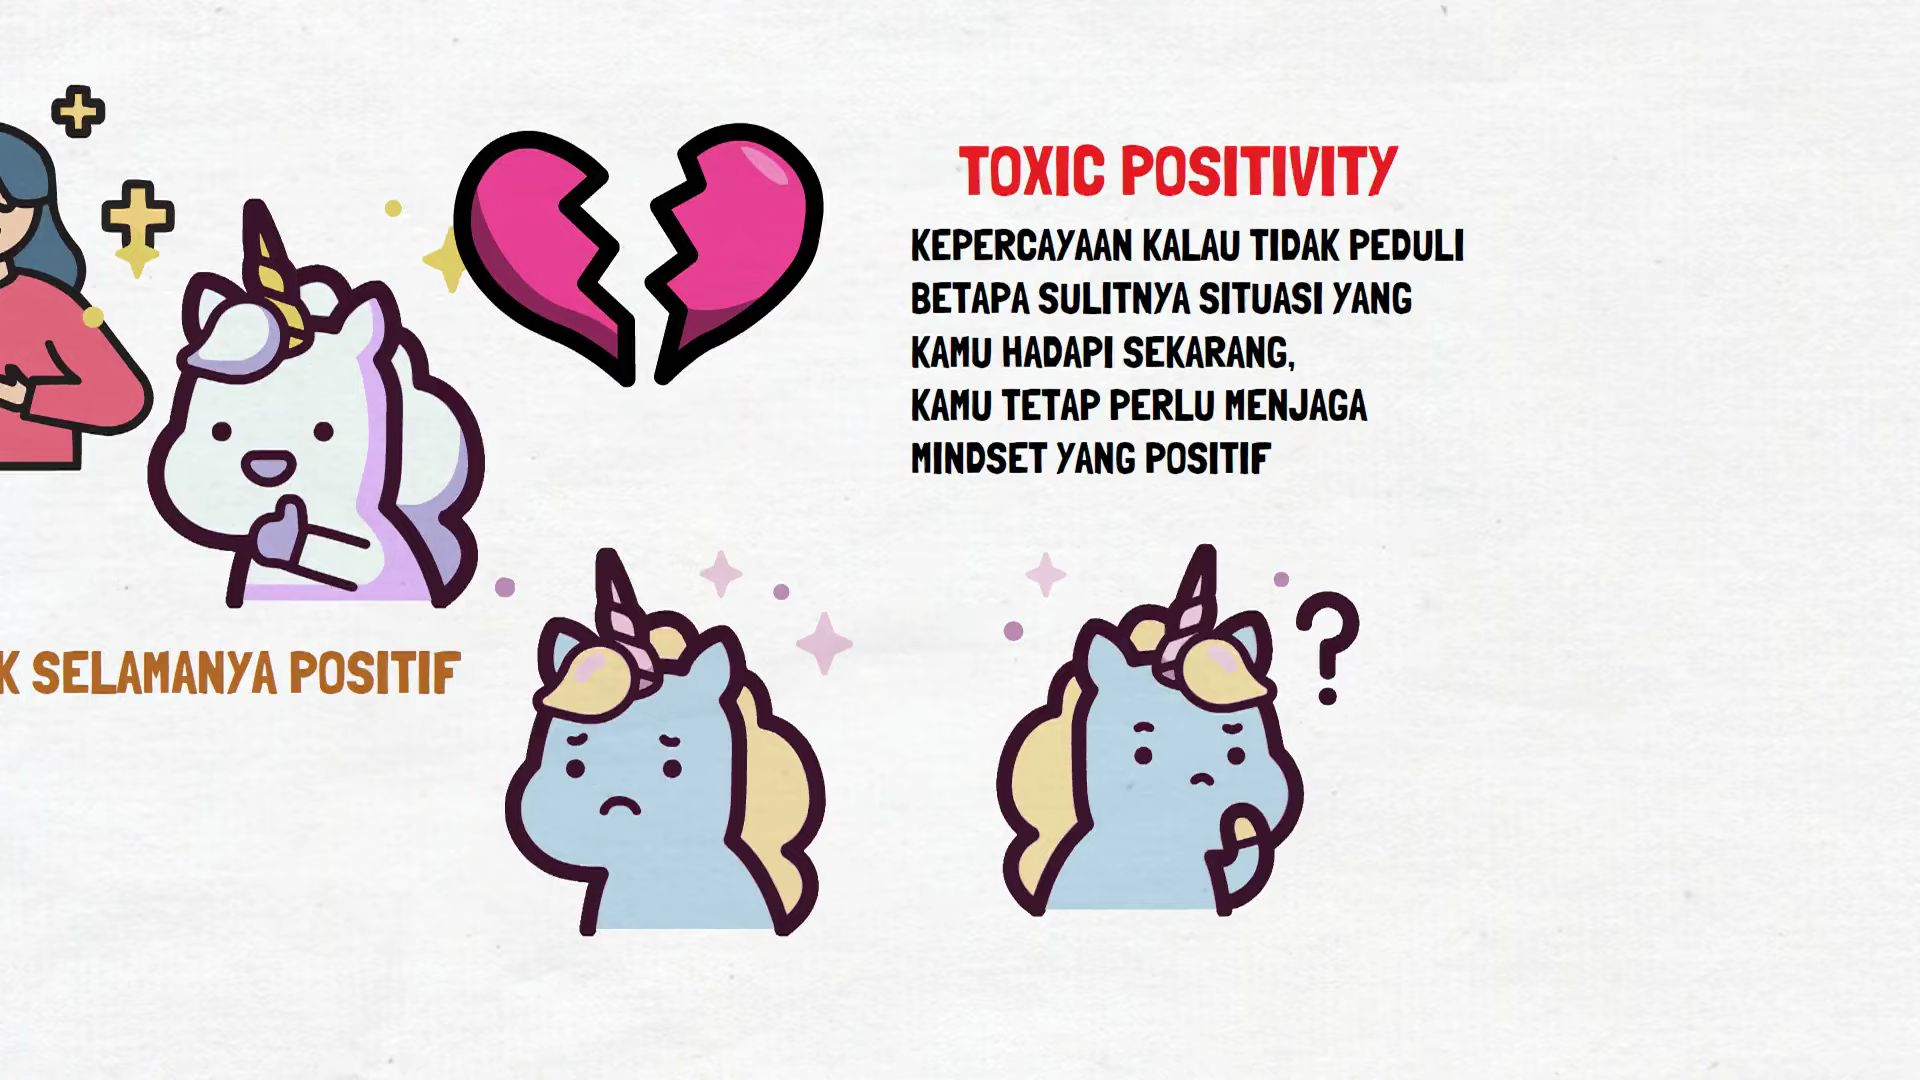 TOXIC POSITIVITY
KEPERCAYAAN KALAU TIDAK PEDULI
BETAPA SULITNYA SITUASI YANG
KAMU HADAPI SEKARANG,
KAMU TETAP PERLU MENJAGA
MINDSET YANG POSITIF
?
K SELAMANYA POSITIF